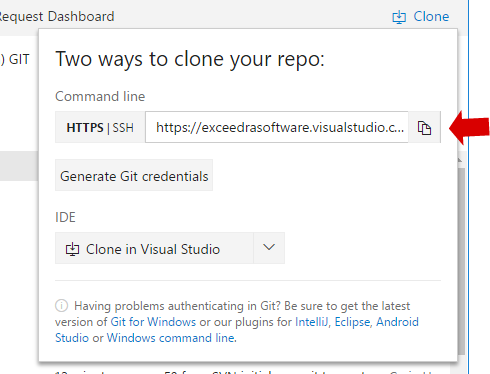 Request Dashboard
Clone
) GIT
Two ways to clone your repo:
Command line
HTTPS | SSH https://exceedrasoftware.visualstudio.c...
Generate Git credentials
IDE
Clone in Visual Studio
Having problems authenticating in Git? Be sure to get the latest
version of Git for Windows or our plugins for IntelliJ, Eclipse, Android
Studio or Windows command line.